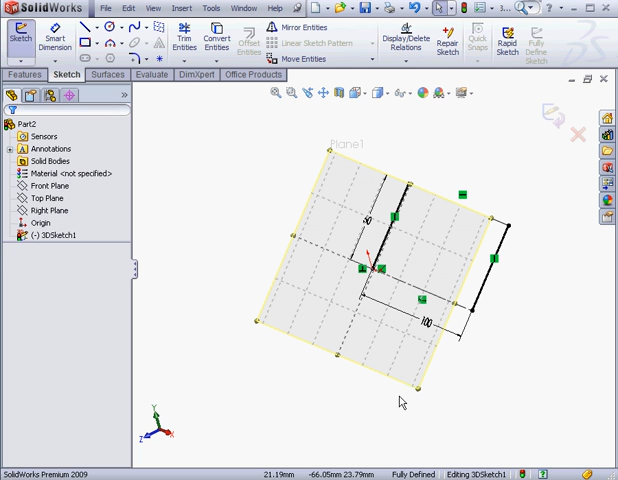 SolidWorks
File Edit View Insert Tools Window Help
3...
Sketch
Smart Dimension
Trim Entities
Convert Entities
Offset Entities
Mirror Entities
Linear Sketch Pattern
Move Entities
Display/Delete Relations
Repair Sketch
Quick Snaps
Rapid Sketch
Fully Define Sketch
Features Sketch Surfaces Evaluate DimXpert Office Products
Part2
Sensors
Annotations
Solid Bodies
Material <not specified>
Front Plane
Top Plane
Right Plane
Origin
(-) 3DSketch1
Plane1
100
Y
Z
X
SolidWorks Premium 2009
21.19mm -66.05mm 23.79mm Fully Defined Editing 3DSketch1